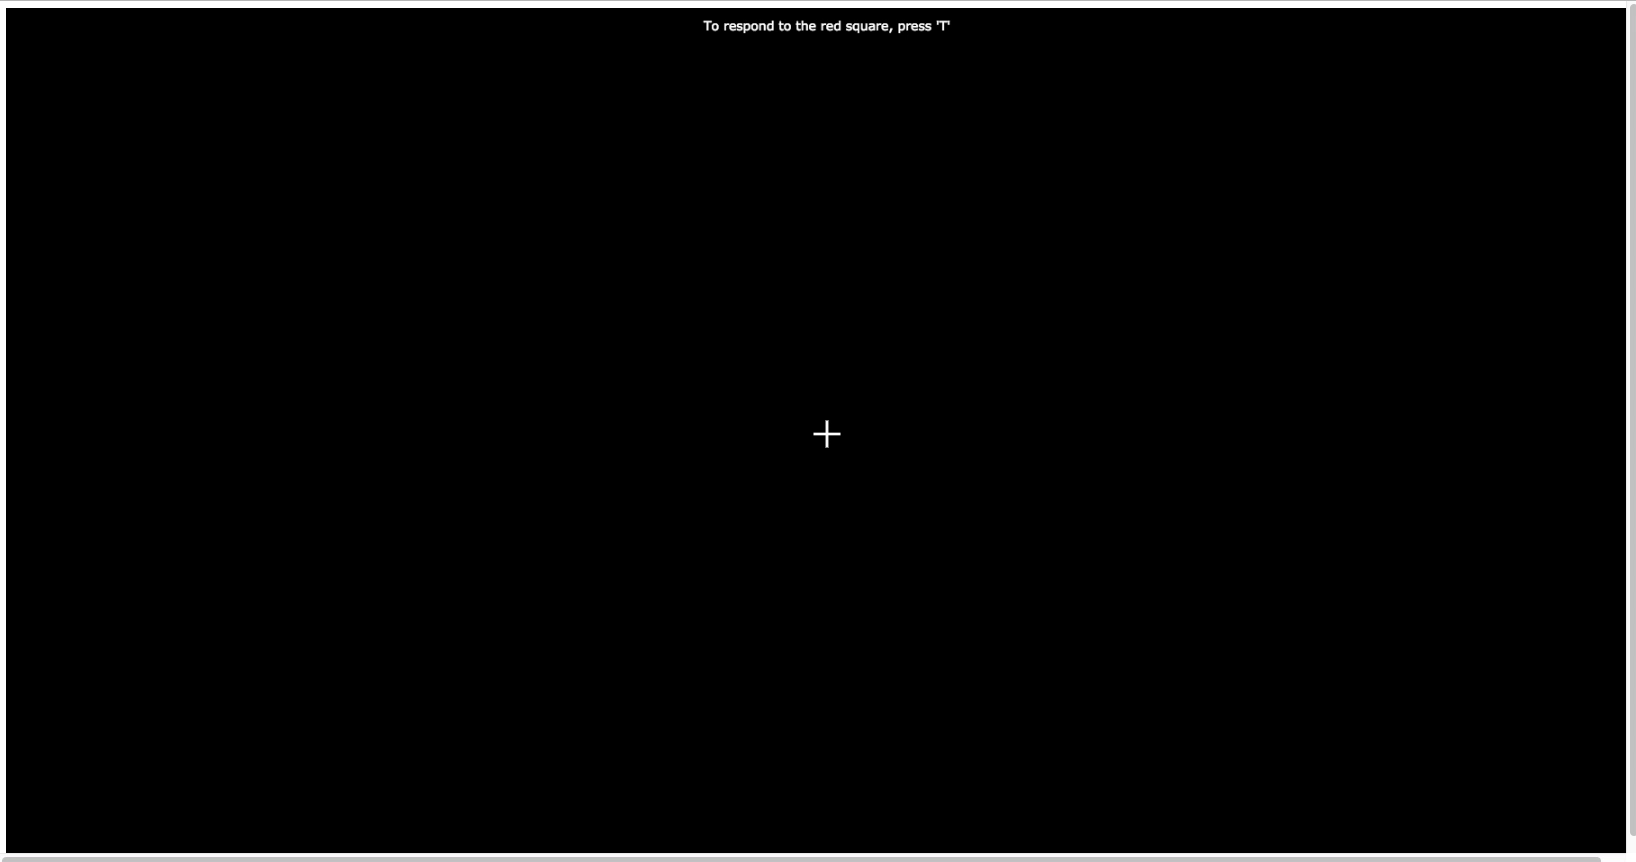 To respond to the red square, press 'T'